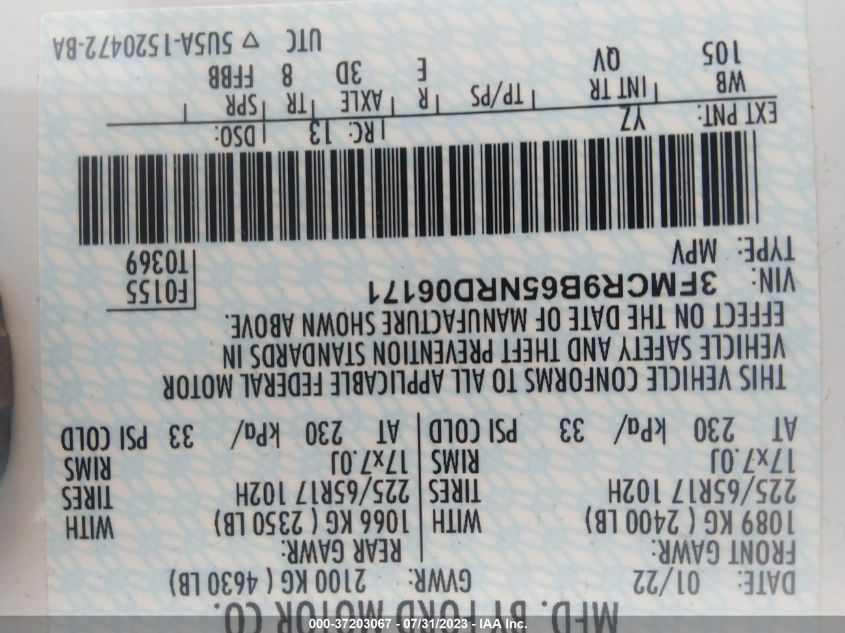 MFD. BY FORD MOTOR CO.
DATE: 01/22 GVWR: 2100 KG ( 4630 LB)
FRONT GAWR: REAR GAWR:
1089 KG ( 2400 LB) WITH 1066 KG ( 2350 LB) WITH
225/65R17 102H TIRES 225/65R17 102H TIRES
17x7.0J RIMS 17x7.0J RIMS
AT 230 kPa/ 33 PSI COLD AT 230 kPa/ 33 PSI COLD
THIS VEHICLE CONFORMS TO ALL APPLICABLE FEDERAL MOTOR
VEHICLE SAFETY AND THEFT PREVENTION STANDARDS IN
EFFECT ON THE DATE OF MANUFACTURE SHOWN ABOVE.
VIN: 3FMCR9B65NRD06171 F0155
TYPE: MPV T0369
EXT PNT: YZ RC: 13 DSO:
WB INT TR TP/PS R AXLE TR SPR
105 QV E 3D 8 FFBB
UTC ▽ 5U5A-1520472-BA
000-37203067 - 07/31/2023 - IAA Inc.